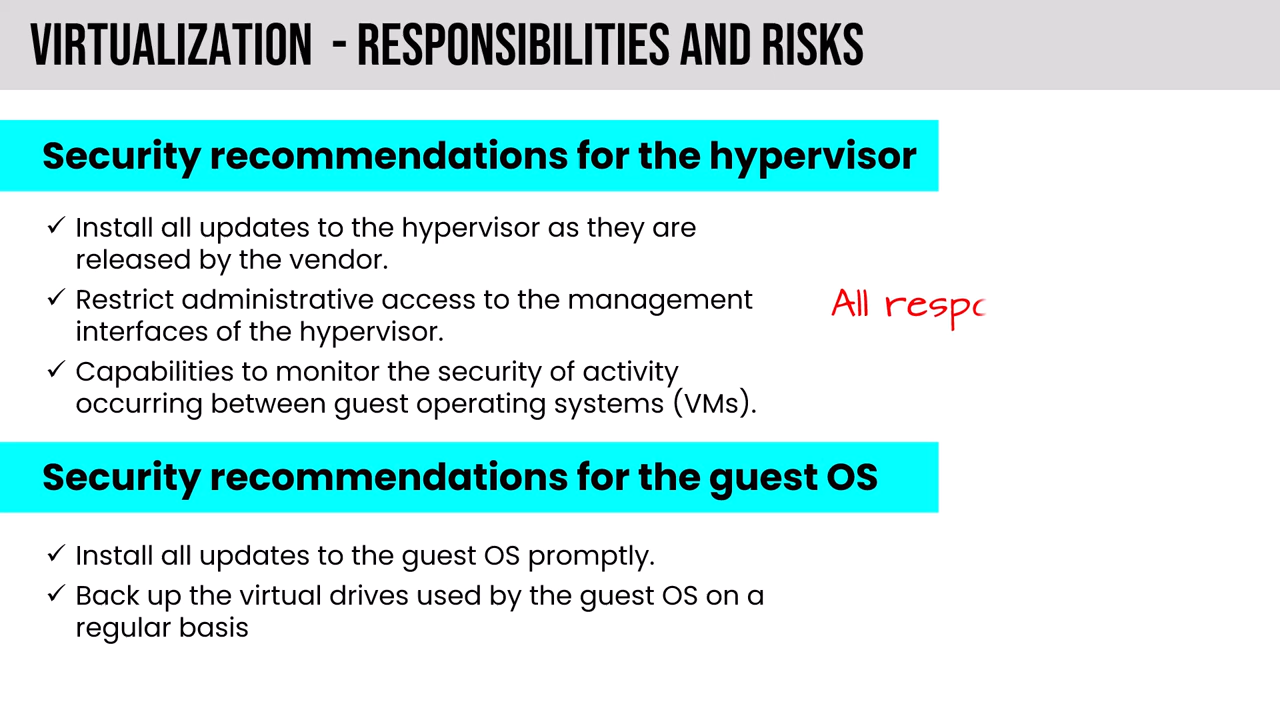 VIRTUALIZATION - RESPONSIBILITIES AND RISKS
Security recommendations for the hypervisor
✓ Install all updates to the hypervisor as they are
released by the vendor.
✓ Restrict administrative access to the management
interfaces of the hypervisor.
All resp
✓ Capabilities to monitor the security of activity
occurring between guest operating systems (VMs).
Security recommendations for the guest OS
✓ Install all updates to the guest OS promptly.
✓ Back up the virtual drives used by the guest OS on a
regular basis